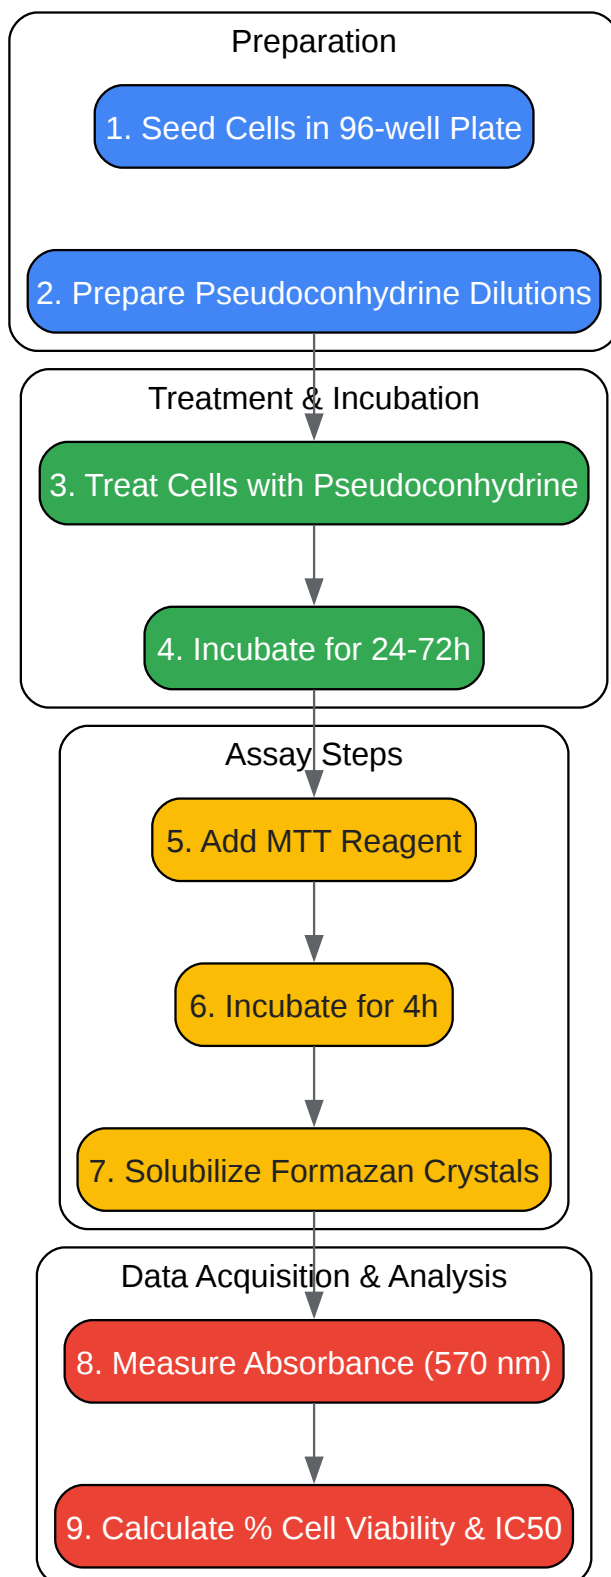 Preparation
1. Seed Cells in 96-well Plate
2. Prepare Pseudoconhydrine Dilutions
Treatment & Incubation
3. Treat Cells with Pseudoconhydrine
4. Incubate for 24-72h
Assay Steps
5. Add MTT Reagent
6. Incubate for 4h
7. Solubilize Formazan Crystals
Data Acquisition & Analysis
8. Measure Absorbance (570 nm)
9. Calculate % Cell Viability & IC50